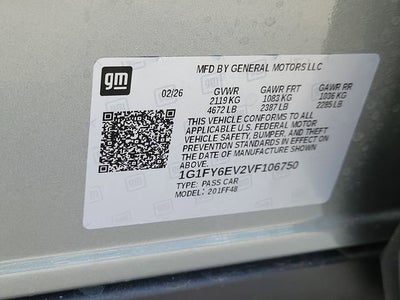 gm
MFD BY GENERAL MOTORS LLC
02/26 GVWR GAWR FRT GAWR RR
2119 KG 1083 KG 1036 KG
4672 LB 2387 LB 2285 LB
THIS VEHICLE CONFORMS TO ALL
APPLICABLE U.S. FEDERAL MOTOR
VEHICLE SAFETY, BUMPER, AND THEFT
PREVENTION STANDARDS IN EFFECT ON
THE DATE OF MANUFACTURE SHOWN
ABOVE.
1G1FY6EV2VF106750
TYPE: PASS CAR
MODEL: 201FF48